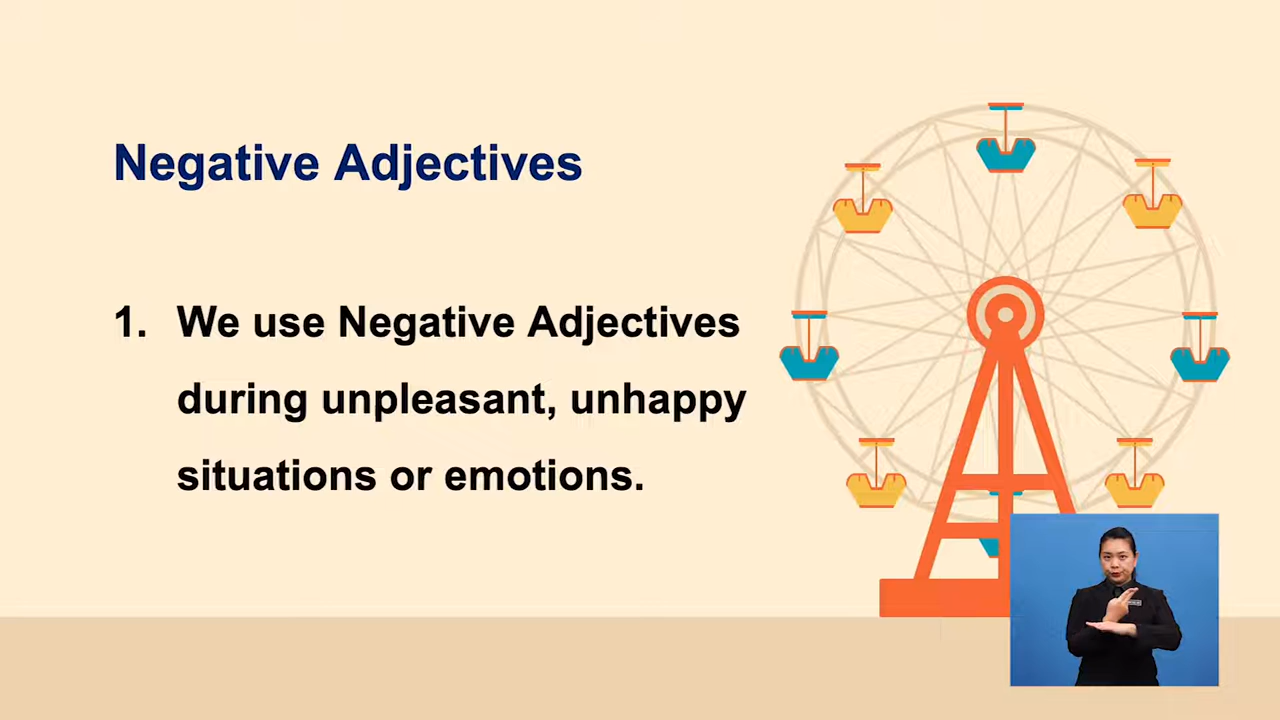 Negative Adjectives
1. We use Negative Adjectives
during unpleasant, unhappy
situations or emotions.